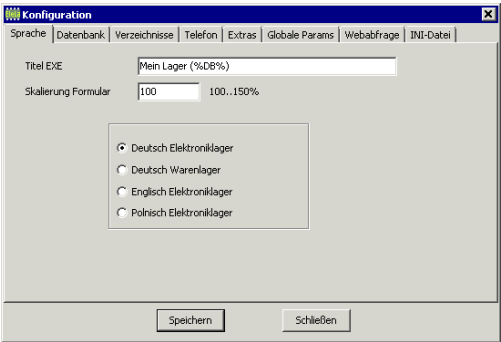 Konfiguration
Sprache Datenbank Verzeichnisse Telefon Extras Globale Params Webabfrage INI-Datei
Titel EXE Mein Lager (%DB%)
Skalierung Formular 100 100..150%
Deutsch Elektroniklager
Deutsch Warenlager
Englisch Elektroniklager
Polnisch Elektroniklager
Speichern Schließen